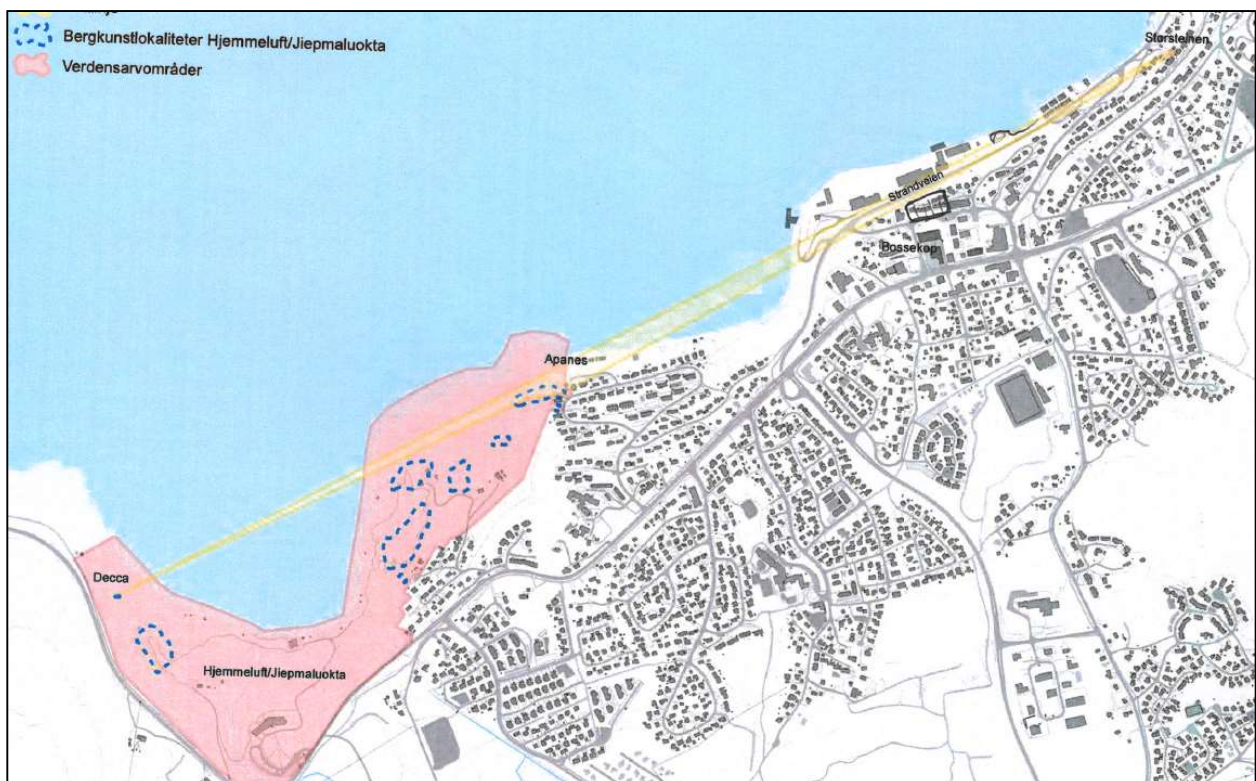 Bergkunstlokaliteter Hjemmeluft/Jiepmaluokta
Verdensarvområder
Storsteinen
Strandveien
Bossekop
Apanes
Decca
Hjemmeluft/Jiepmaluokta